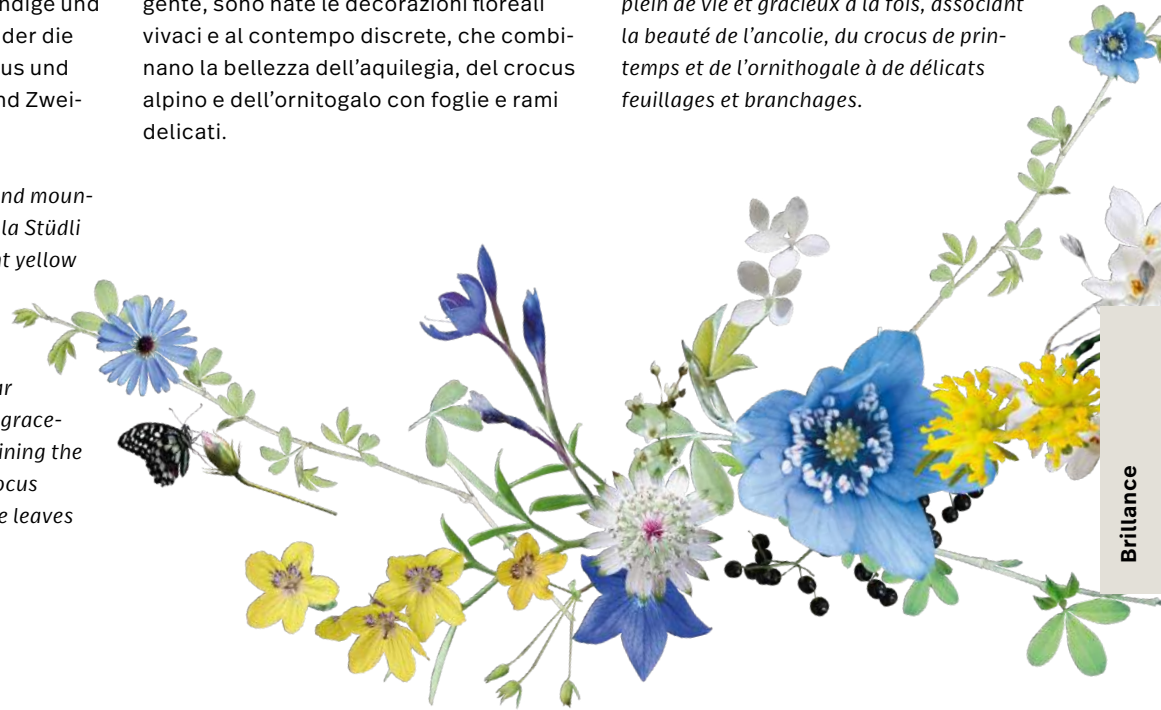 ndige und
der die
us und
nd Zwei-
nd moun-
la Stüdli
nt yellow
ar
grace-
ining the
ocus
e leaves
gente, sono nate le decorazioni floreali
vivaci e al contempo discrete, che combi-
nano la bellezza dell’aquilegia, del crocus
alpino e dell’ornitogalo con foglie e rami
delicati.
plein de vie et gracieux à la fois, associant
la beauté de l’ancolie, du crocus de prin-
temps et de l’ornithogale à de délicats
feuillages et branchages.
Brillance